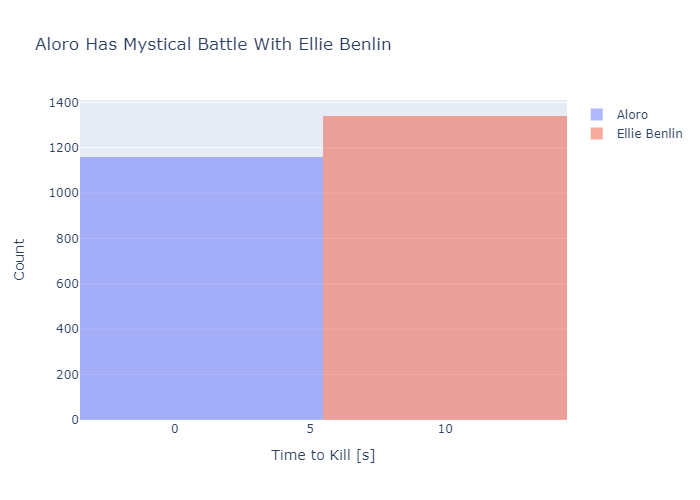 Aloro Has Mystical Battle With Ellie Benlin
1400
1200
1000
800
600
400
200
0
Count
0 5 10
Time to Kill [s]
Aloro
Ellie Benlin